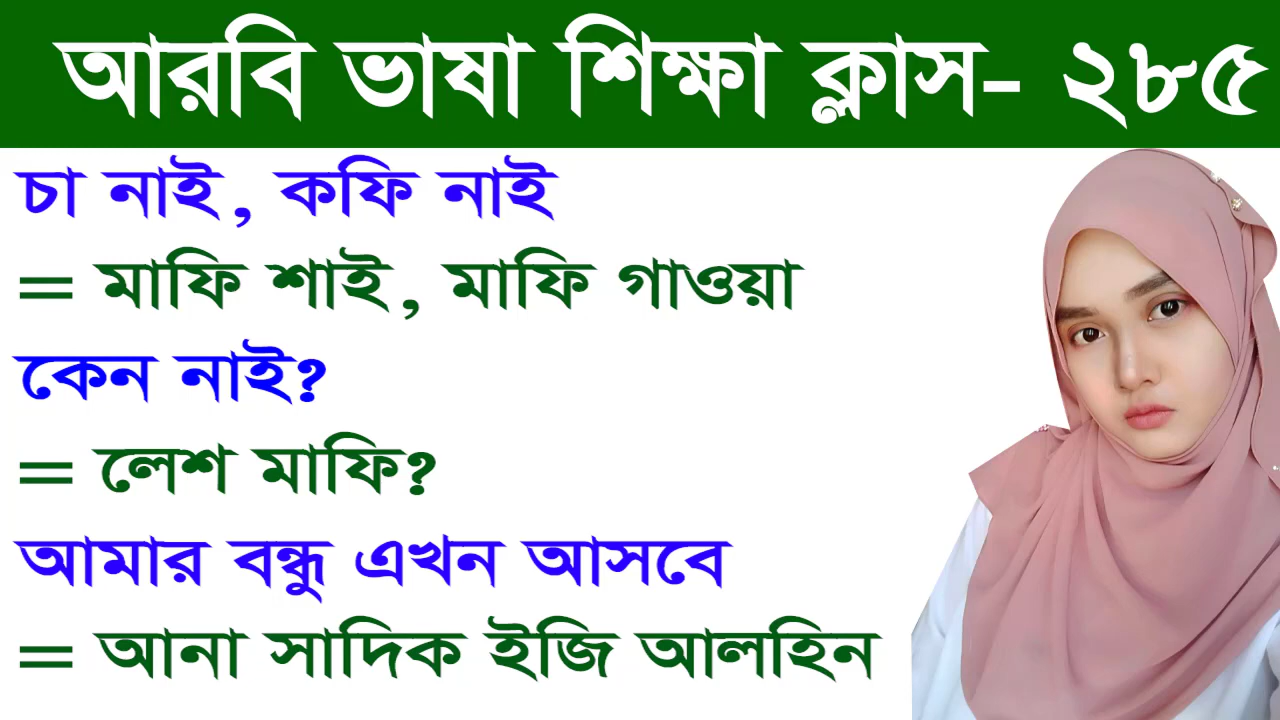 আরবি ভাষা শিক্ষা ক্লাস- ২৮৫
চা নাই, কফি নাই
= মাফি শাই, মাফি গাওয়া
কেন নাই?
= লেশ মাফি?
আমার বন্ধু এখন আসবে
= আনা সাদিক ইজি আলহিন